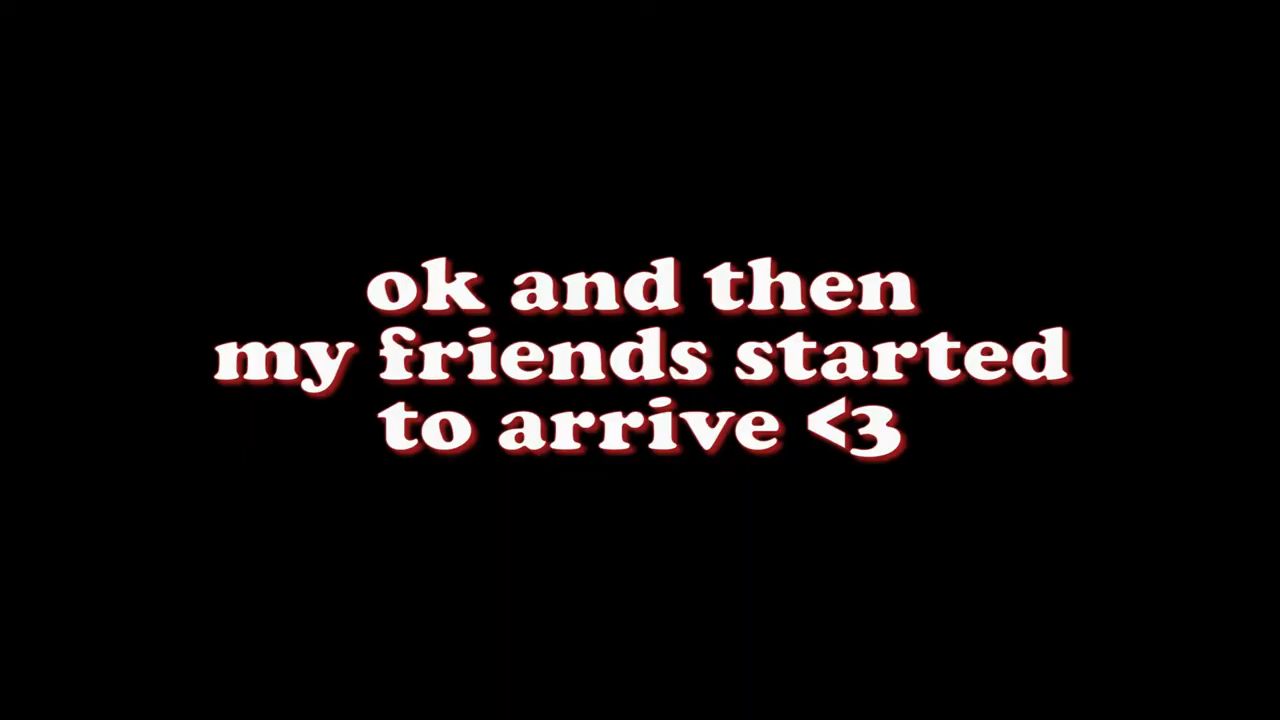 ok and then
my friends started
to arrive <3